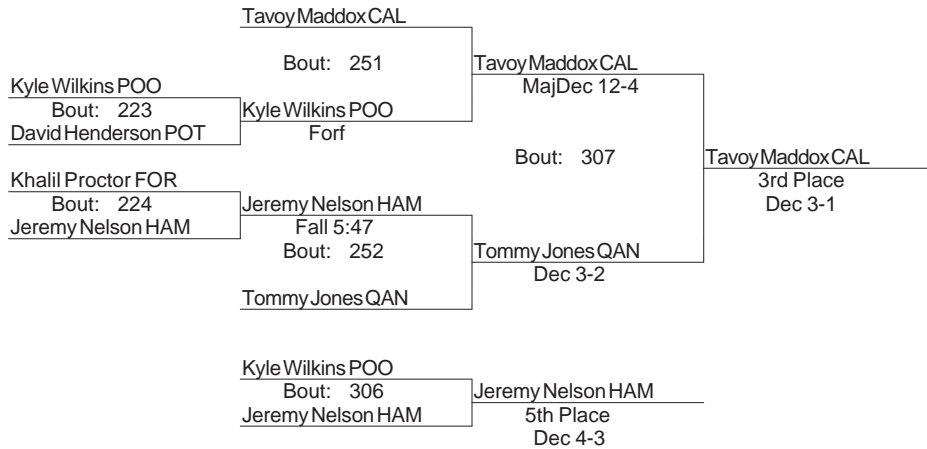 Tavoy Maddox CAL
Bout: 251
Tavoy Maddox CAL
MajDec 12-4
Kyle Wilkins POO
Bout: 223
Kyle Wilkins POO
David Henderson POT
Forf
Bout: 307
Tavoy Maddox CAL
3rd Place
Dec 3-1
Khalil Proctor FOR
Bout: 224
Jeremy Nelson HAM
Jeremy Nelson HAM
Fall 5:47
Bout: 252
Tommy Jones QAN
Dec 3-2
Tommy Jones QAN
Kyle Wilkins POO
Bout: 306
Jeremy Nelson HAM
Jeremy Nelson HAM
5th Place
Dec 4-3